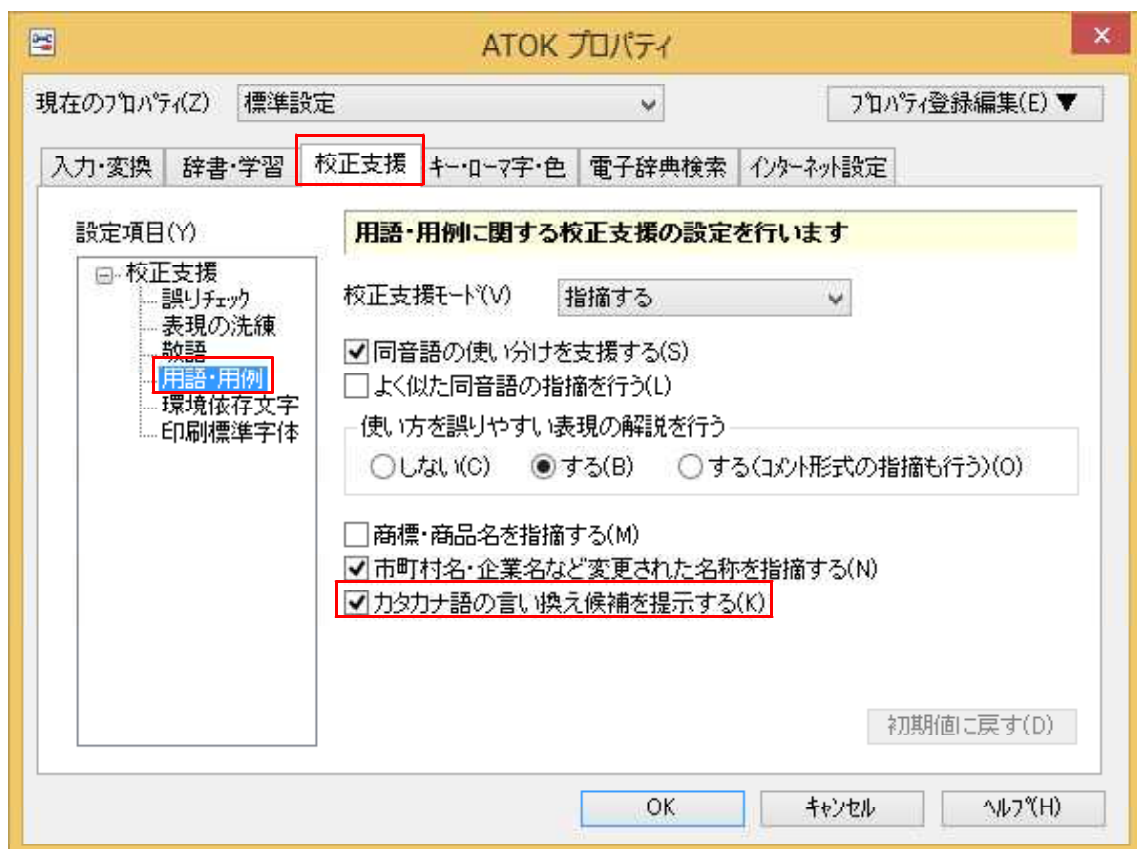 ATOK プロパティ
現在のプロパティ(Z) 標準設定 プロパティ登録編集(E) ▼
入力・変換 辞書・学習 校正支援 キー・ローマ字・色 電子辞典検索 インターネット設定
設定項目(Y)
校正支援
誤りチェック
表現の洗練
敬語
用語・用例
環境依存文字
印刷標準字体
用語・用例に関する校正支援の設定を行います
校正支援モード(V) 指摘する
同音語の使い分けを支援する(S)
よく似た同音語の指摘を行う(L)
使い方を誤りやすい表現の解説を行う
しない(C) する(B) する(コメント形式の指摘も行う)(O)
商標・商品名を指摘する(M)
市町村名・企業名など変更された名称を指摘する(N)
カタカナ語の言い換え候補を提示する(K)
初期値に戻す(D)
OK キャンセル ヘルプ(H)